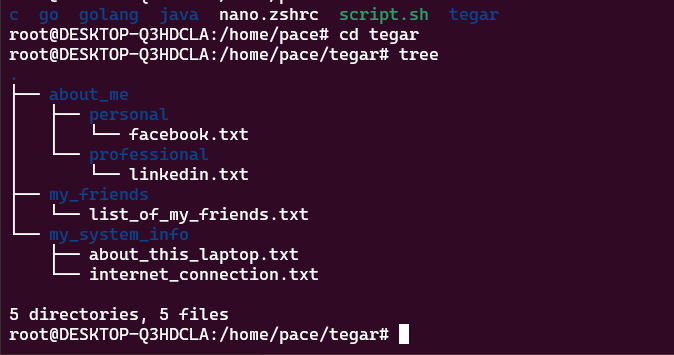 c  go  golang  java  nano.zshrc  script.sh  tegar
root@DESKTOP-Q3HDCLA:/home/pace# cd tegar
root@DESKTOP-Q3HDCLA:/home/pace/tegar# tree
.
├── about_me
│   ├── personal
│   │   └── facebook.txt
│   └── professional
│       └── linkedin.txt
├── my_friends
│   └── list_of_my_friends.txt
└── my_system_info
    ├── about_this_laptop.txt
    └── internet_connection.txt

5 directories, 5 files
root@DESKTOP-Q3HDCLA:/home/pace/tegar#